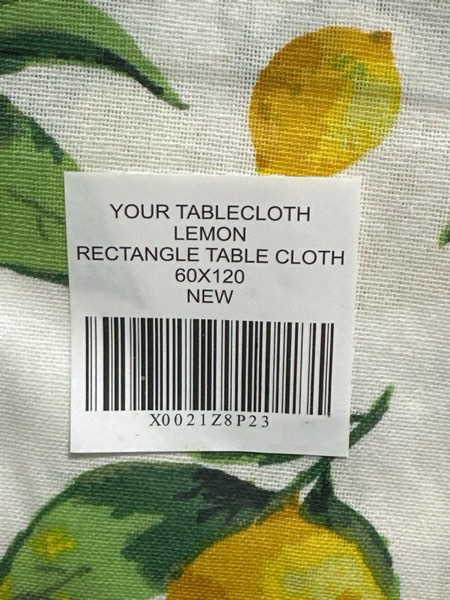 YOUR TABLECLOTH
LEMON
RECTANGLE TABLE CLOTH
60X120
NEW
X0021Z8P23